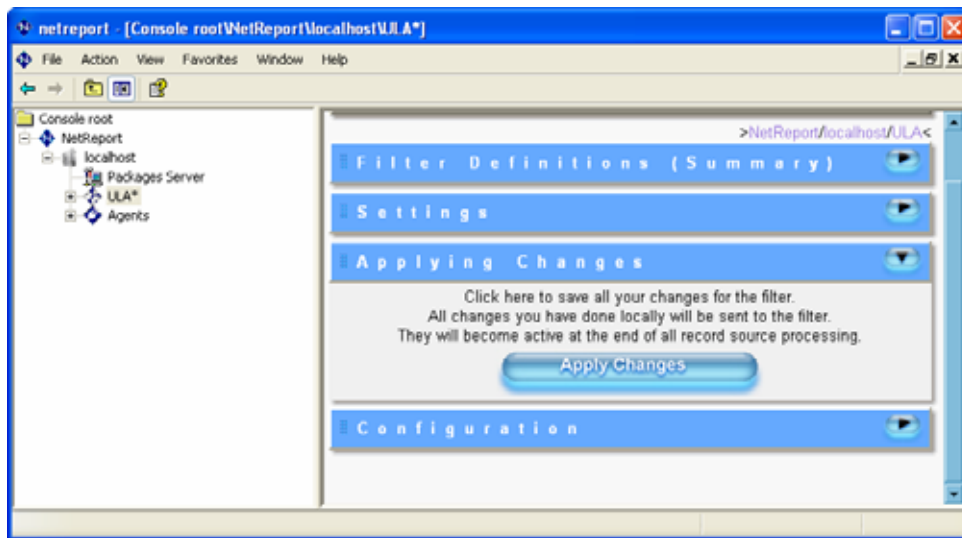 netreport - [Console root\NetReport\localhost\ULA*]
File Action View Favorites Window Help
Console root
NetReport
localhost
Packages Server
ULA*
Agents
>NetReport/localhost/ULA<
Filter Definitions (Summary)
Settings
Applying Changes
Click here to save all your changes for the filter.
All changes you have done locally will be sent to the filter.
They will become active at the end of all record source processing.
Apply Changes
Configuration